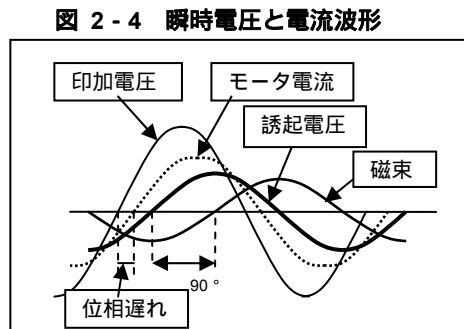 図 2-4 瞬時電圧と電流波形
印加電圧
モータ電流
誘起電圧
磁束
90°
位相遅れ